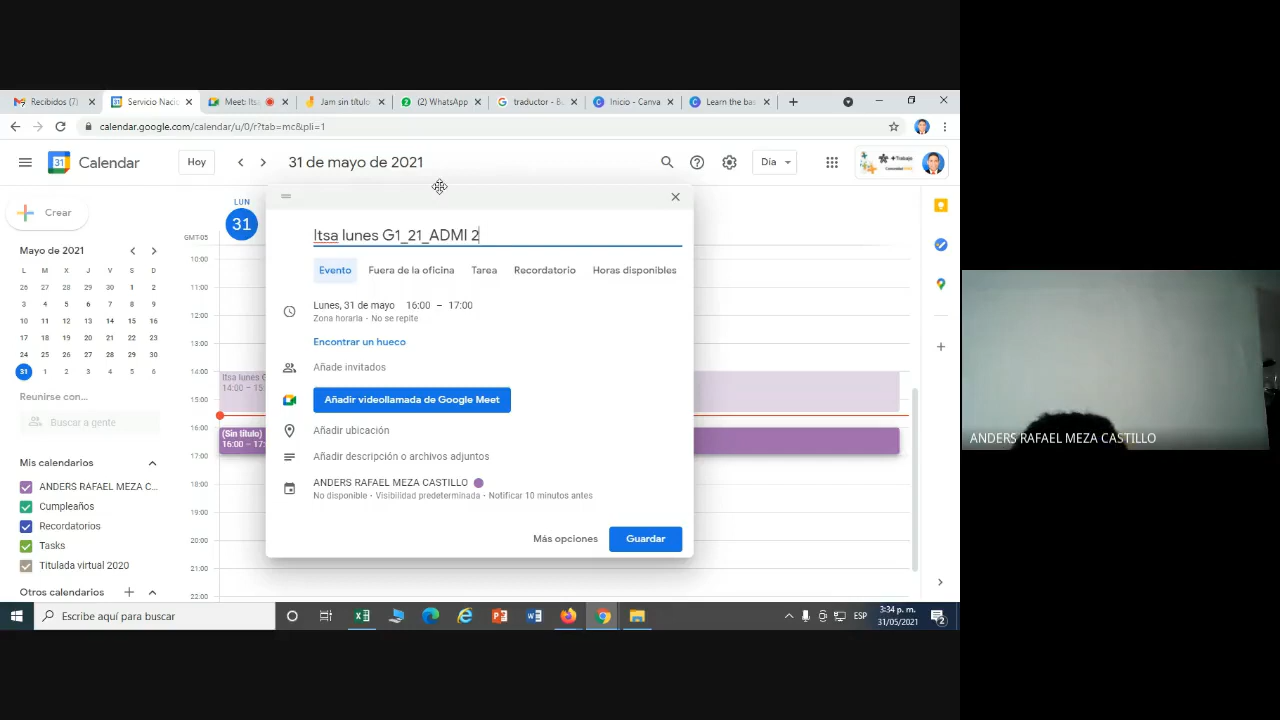 Recibidos (7)
Servicio Naci
Meet: Itsa
Jam sin título
(2) WhatsApp
traductor - B
Inicio - Canva
Learn the bas
calendar.google.com/calendar/u/0/r?tab=mc&pli=1
31
Calendar
Hoy
31 de mayo de 2021
Día
+Trabajo
Crear
LUN
31
GMT-05
Mayo de 2021
L M X J V S D
26 27 28 29 30 1 2
3 4 5 6 7 8 9
10 11 12 13 14 15 16
17 18 19 20 21 22 23
24 25 26 27 28 29 30
31 1 2 3 4 5 6
Reunirse con...
Buscar a gente
Mis calendarios
ANDERS RAFAEL MEZA C...
Cumpleaños
Recordatorios
Tasks
Titulada virtual 2020
Otros calendarios
10:00
11:00
12:00
13:00
14:00
15:00
16:00
17:00
18:00
19:00
20:00
21:00
22:00
Itsa lunes G
14:00 – 15
(Sin título)
16:00 – 17:
Itsa lunes G1_21_ADMI 2
Evento
Fuera de la oficina
Tarea
Recordatorio
Horas disponibles
Lunes, 31 de mayo 16:00 – 17:00
Zona horaria · No se repite
Encontrar un hueco
Añade invitados
Añadir videollamada de Google Meet
Añadir ubicación
Añadir descripción o archivos adjuntos
ANDERS RAFAEL MEZA CASTILLO
No disponible · Visibilidad predeterminada · Notificar 10 minutos antes
Más opciones
Guardar
Escribe aquí para buscar
ESP
3:34 p. m.
31/05/2021
2
ANDERS RAFAEL MEZA CASTILLO